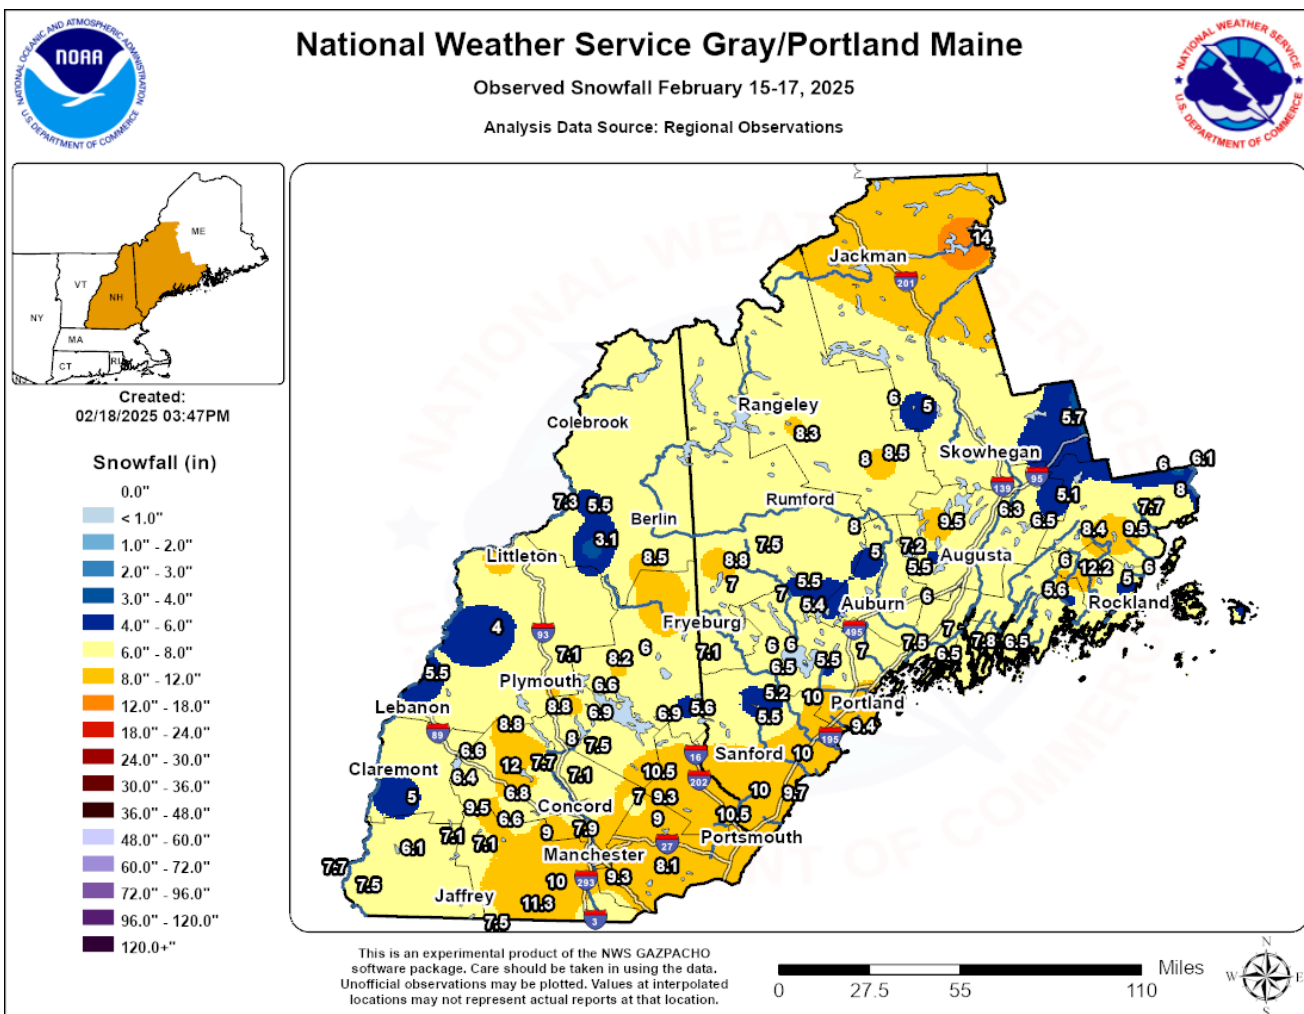 National Weather Service Gray/Portland Maine
Observed Snowfall February 15-17, 2025
Analysis Data Source: Regional Observations
NATIONAL OCEANIC AND ATMOSPHERIC ADMINISTRATION
NOAA
U.S. DEPARTMENT OF COMMERCE
NATIONAL WEATHER SERVICE
U.S. DEPARTMENT OF COMMERCE
ME
VT
NH
NY
MA
CT
RI
NJ
Created:
02/18/2025 03:47PM
Snowfall (in)
0.0"
< 1.0"
1.0" - 2.0"
2.0" - 3.0"
3.0" - 4.0"
4.0" - 6.0"
6.0" - 8.0"
8.0" - 12.0"
12.0" - 18.0"
18.0" - 24.0"
24.0" - 30.0"
30.0" - 36.0"
36.0" - 48.0"
48.0" - 60.0"
60.0" - 72.0"
72.0" - 96.0"
96.0" - 120.0"
120.0+"
14
Jackman
201
Rangeley
6
5
5.7
Colebrook
8.3
8
8.5
Skowhegan
6
6.1
95
139
8
7.3
5.5
Rumford
5.1
7.7
Berlin
6.3
6.5
9.5
8
8.4
9.5
3.1
7.5
7.2
Littleton
8.5
8.8
5
5.5
Augusta
6
12.2
6
7
5.5
5
7
5.4
Auburn
6
5.6
Rockland
4
93
Fryeburg
495
7
7.5
7.8
6.5
7.1
6
7.1
6
6
7
6.5
8.2
6.5
5.5
5.5
Plymouth
6.6
5.2
10
Portland
Lebanon
8.8
6.9
6.9
5.6
5.5
9.4
8.8
89
8
7.5
195
6.6
16
Sanford
10
Claremont
6.4
12
7.7
7.1
10.5
202
5
6.8
7
9.3
10
9.7
9.5
Concord
6.6
9
10.5
7.1
7.1
9
7.9
Portsmouth
6.1
Manchester
27
7.7
7.5
8.1
10
293
9.3
Jaffrey
11.3
7.5
3
This is an experimental product of the NWS GAZPACHO
software package. Care should be taken in using the data.
Unofficial observations may be plotted. Values at interpolated
locations may not represent actual reports at that location.
Miles
0 27.5 55 110
N
W E
S